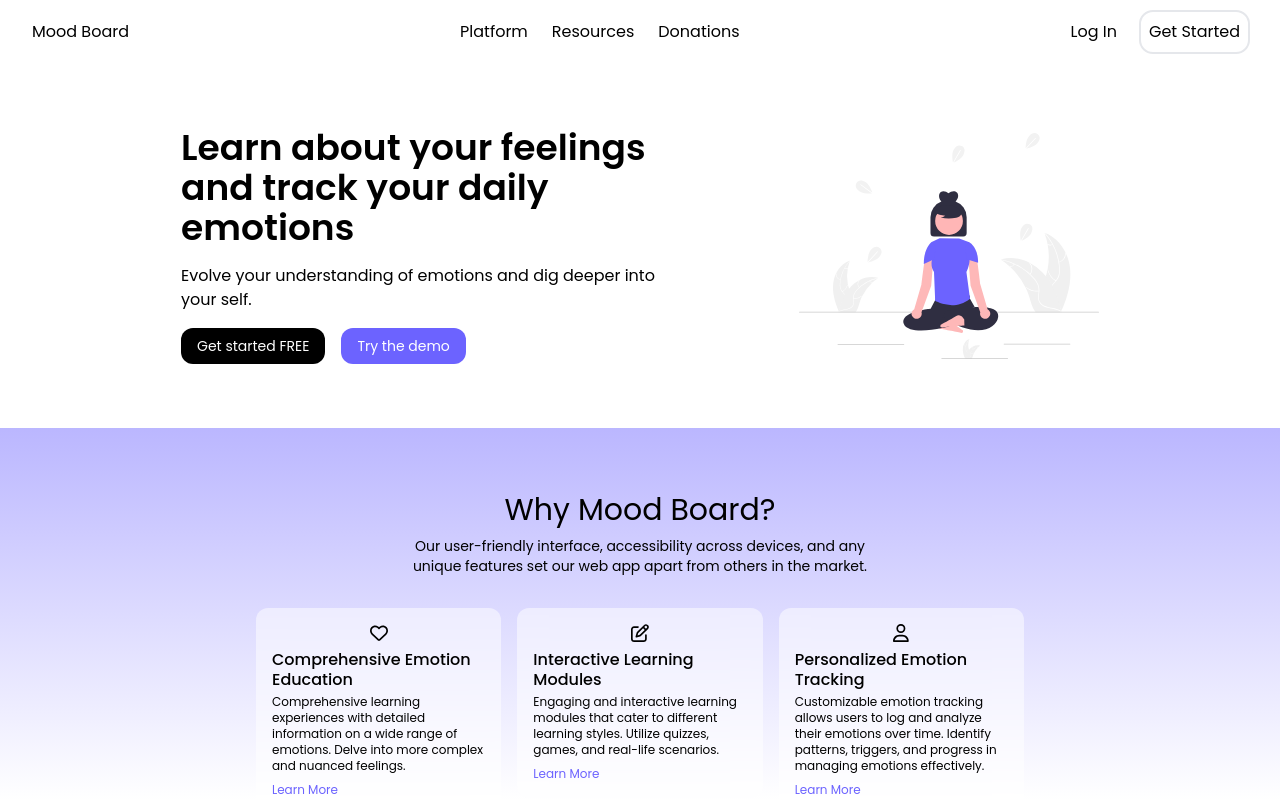 Mood Board
Platform Resources Donations
Log In
Get Started
Learn about your feelings
and track your daily
emotions
Evolve your understanding of emotions and dig deeper into
your self.
Get started FREE
Try the demo
Why Mood Board?
Our user-friendly interface, accessibility across devices, and any
unique features set our web app apart from others in the market.
Comprehensive Emotion
Education
Comprehensive learning
experiences with detailed
information on a wide range of
emotions. Delve into more complex
and nuanced feelings.
Learn More
Interactive Learning
Modules
Engaging and interactive learning
modules that cater to different
learning styles. Utilize quizzes,
games, and real-life scenarios.
Learn More
Personalized Emotion
Tracking
Customizable emotion tracking
allows users to log and analyze
their emotions over time. Identify
patterns, triggers, and progress in
managing emotions effectively.
Learn More